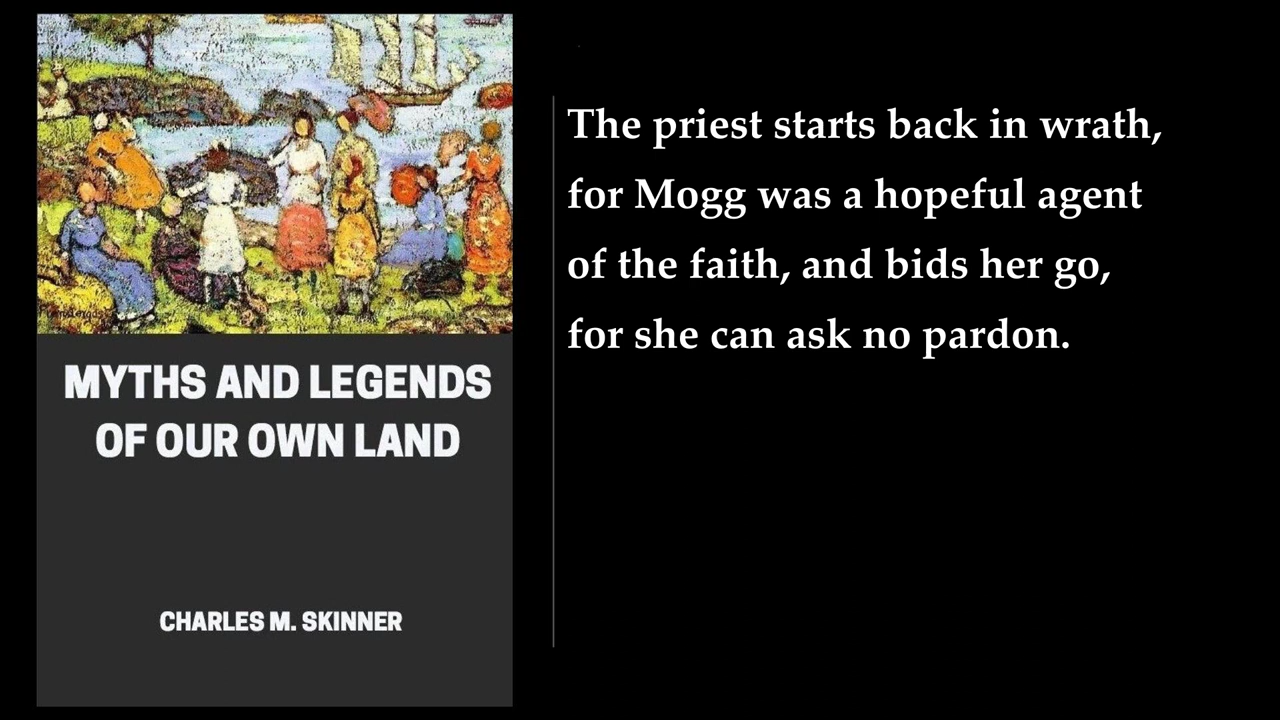 MYTHS AND LEGENDS
OF OUR OWN LAND
CHARLES M. SKINNER
The priest starts back in wrath,
for Mogg was a hopeful agent
of the faith, and bids her go,
for she can ask no pardon.